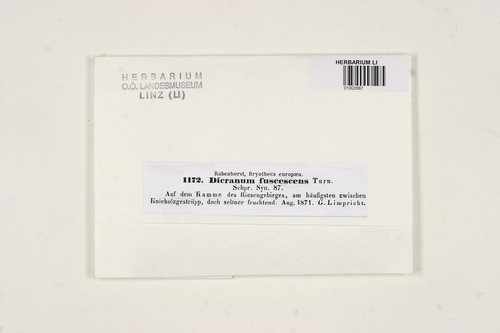 HERBARIUM
O.Ö. LANDESMUSEUM
LINZ (LI)
HERBARIUM LI
01003067
Rabenhorst, Bryotheca europæa.
1172. Dicranum fuscescens Turn.
Schpr. Syn. 87.
Auf dem Kamme des Riesengebirges, am häufigsten zwischen
Knieholzgestrüpp, doch seltner fruchtend. Aug. 1871. G. Limpricht.